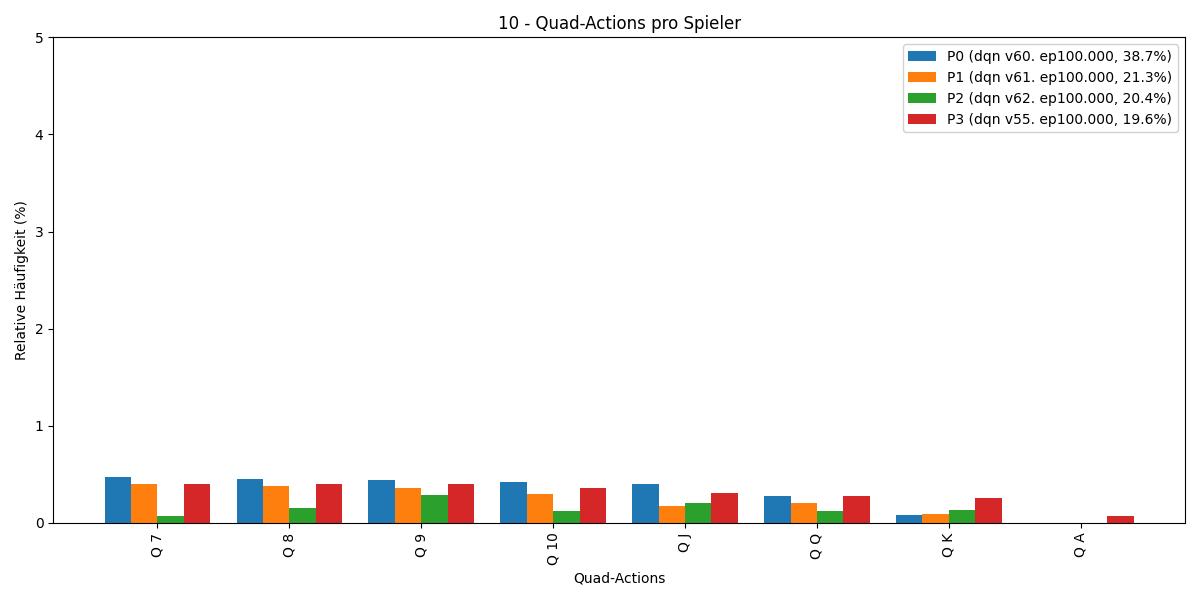 10 - Quad-Actions pro Spieler
P0 (dqn v60. ep100.000, 38.7%)
P1 (dqn v61. ep100.000, 21.3%)
P2 (dqn v62. ep100.000, 20.4%)
P3 (dqn v55. ep100.000, 19.6%)
Relative Häufigkeit (%)
5
4
3
2
1
0
Q 7
Q 8
Q 9
Q 10
Q J
Q Q
Q K
Q A
Quad-Actions